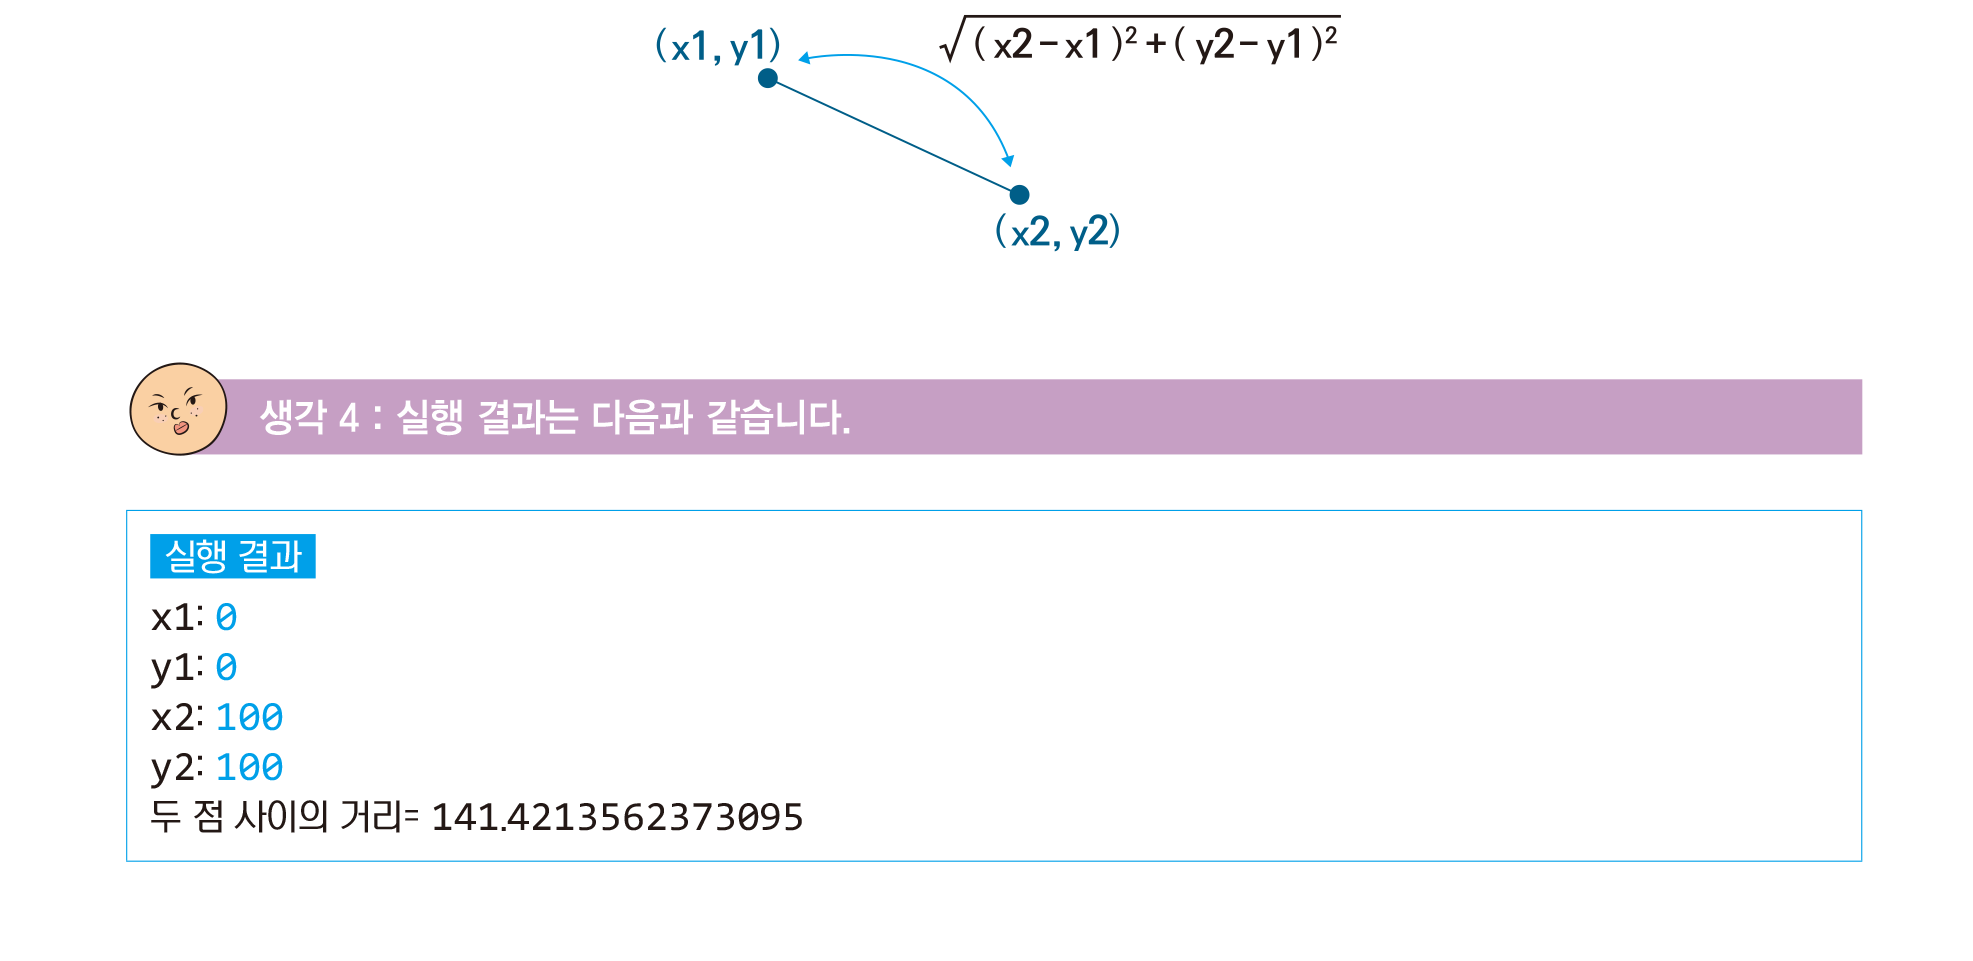 (x1, y1)
√(x2-x1)²+(y2-y1)²
(x2, y2)
생각 4 : 실행 결과는 다음과 같습니다.
실행 결과
x1: 0
y1: 0
x2: 100
y2: 100
두 점 사이의 거리= 141.4213562373095